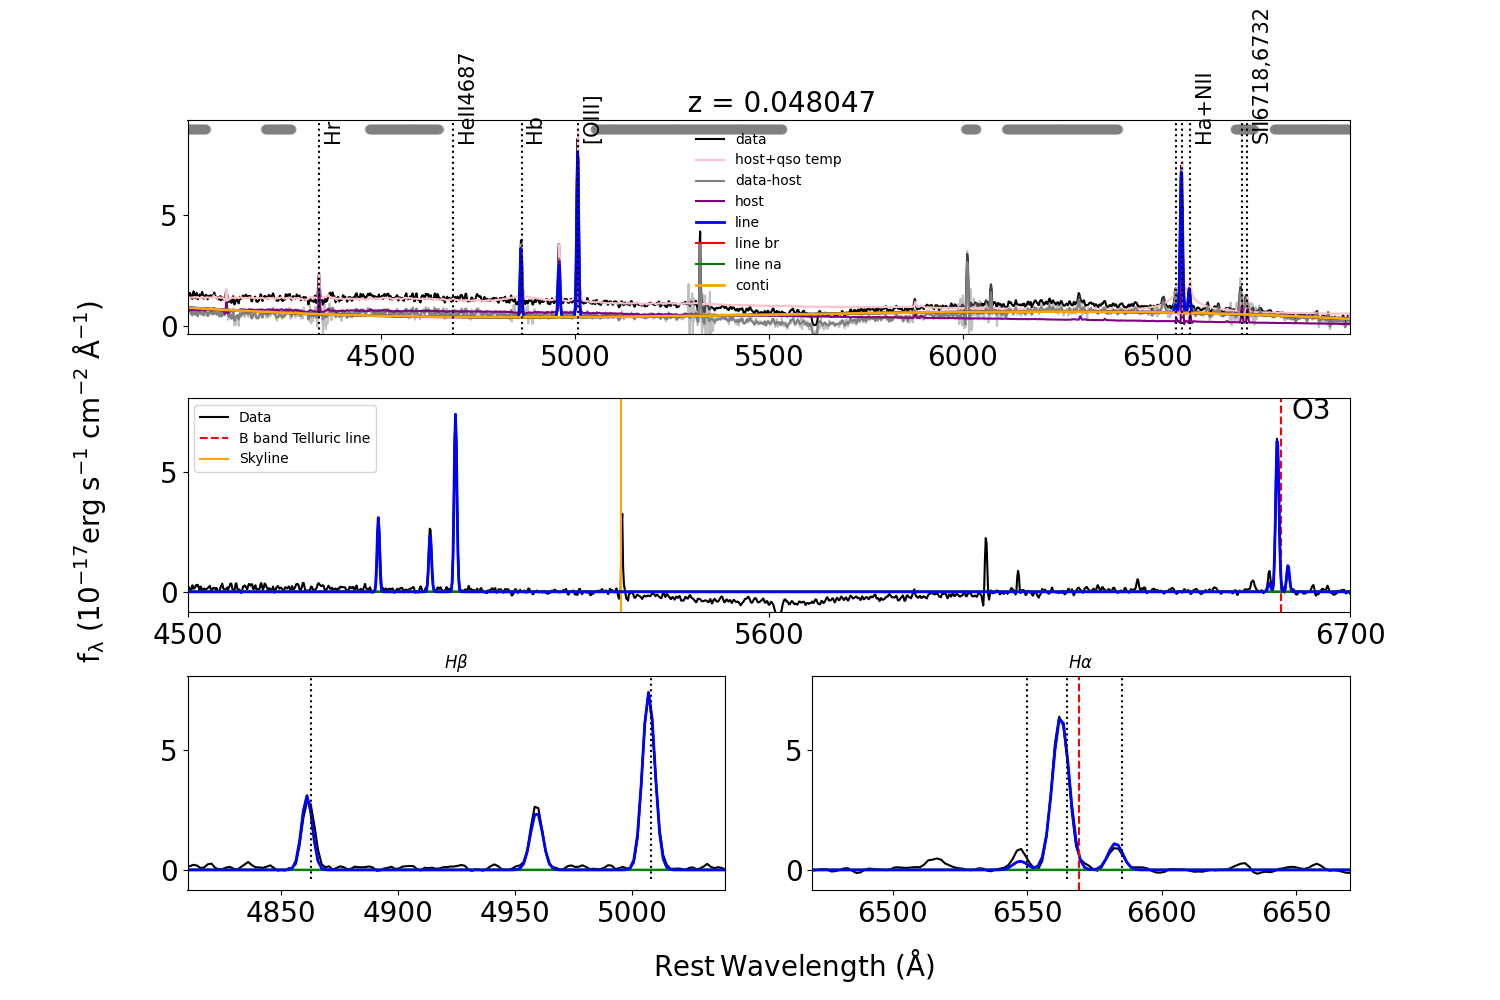 z = 0.048047
Hr
HeII4687
Hb
[OIII]
Ha+NII
SII6718,6732
data
host+qso temp
data-host
host
line
line br
line na
conti
5
0
4500 5000 5500 6000 6500
Data
B band Telluric line
Skyline
O3
5
0
4500 5600 6700
fλ (10⁻¹⁷erg s⁻¹ cm⁻² Å⁻¹)
Hβ
5
0
4850 4900 4950 5000
Hα
5
0
6500 6550 6600 6650
Rest Wavelength (Å)